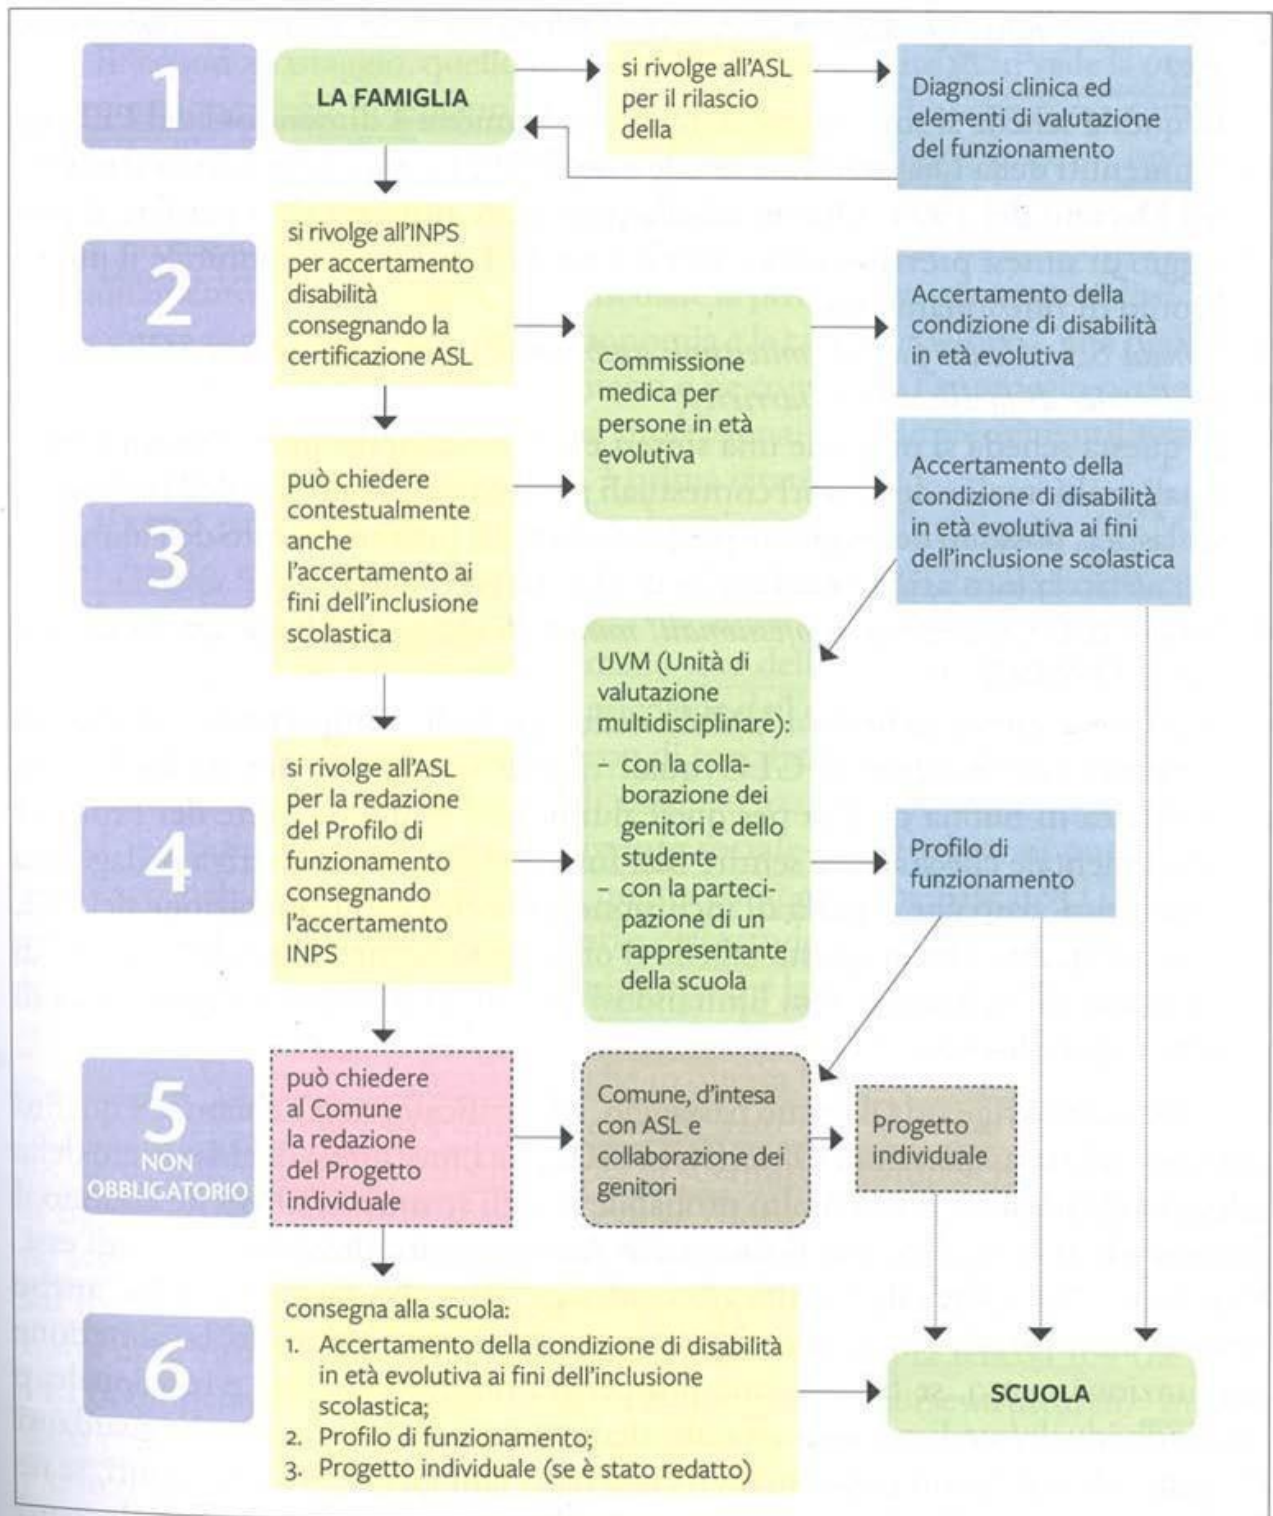 1
LA FAMIGLIA
si rivolge all'ASL
per il rilascio
della
Diagnosi clinica ed
elementi di valutazione
del funzionamento
2
si rivolge all'INPS
per accertamento
disabilità
consegnando la
certificazione ASL
Commissione
medica per
persone in età
evolutiva
Accertamento della
condizione di disabilità
in età evolutiva
3
può chiedere
contestualmente
anche
l'accertamento ai
fini dell'inclusione
scolastica
Accertamento della
condizione di disabilità
in età evolutiva ai fini
dell'inclusione scolastica
4
si rivolge all'ASL
per la redazione
del Profilo di
funzionamento
consegnando
l'accertamento
INPS
UVM (Unità di
valutazione
multidisciplinare):
– con la colla-
borazione dei
genitori e dello
studente
– con la parteci-
pazione di un
rappresentante
della scuola
Profilo di
funzionamento
5
NON
OBBLIGATORIO
può chiedere
al Comune
la redazione
del Progetto
individuale
Comune, d'intesa
con ASL e
collaborazione dei
genitori
Progetto
individuale
6
consegna alla scuola:
1. Accertamento della condizione di disabilità
in età evolutiva ai fini dell'inclusione
scolastica;
2. Profilo di funzionamento;
3. Progetto individuale (se è stato redatto)
SCUOLA